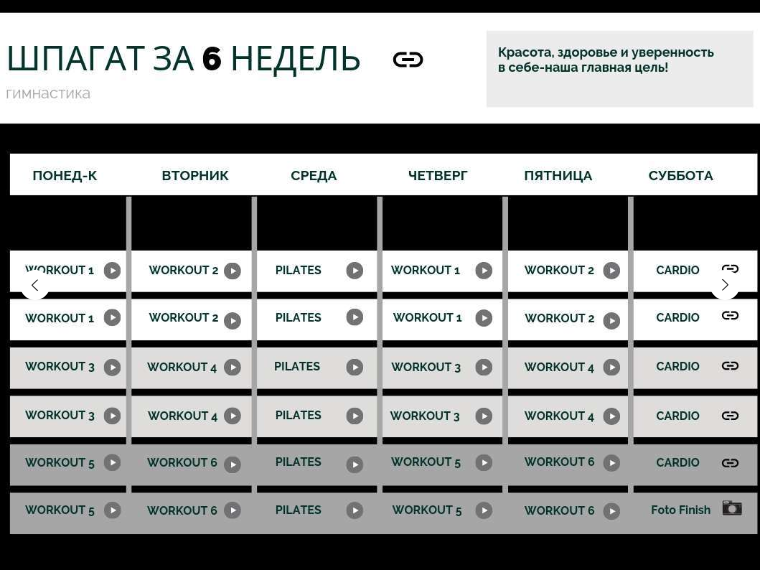 ШПАГАТ ЗА 6 НЕДЕЛЬ
гимнастика
Красота, здоровье и уверенность
в себе-наша главная цель!
ПОНЕД-К ВТОРНИК СРЕДА ЧЕТВЕРГ ПЯТНИЦА СУББОТА
WORKOUT 1 WORKOUT 2 PILATES WORKOUT 1 WORKOUT 2 CARDIO
WORKOUT 1 WORKOUT 2 PILATES WORKOUT 1 WORKOUT 2 CARDIO
WORKOUT 3 WORKOUT 4 PILATES WORKOUT 3 WORKOUT 4 CARDIO
WORKOUT 3 WORKOUT 4 PILATES WORKOUT 3 WORKOUT 4 CARDIO
WORKOUT 5 WORKOUT 6 PILATES WORKOUT 5 WORKOUT 6 CARDIO
WORKOUT 5 WORKOUT 6 PILATES WORKOUT 5 WORKOUT 6 Foto Finish